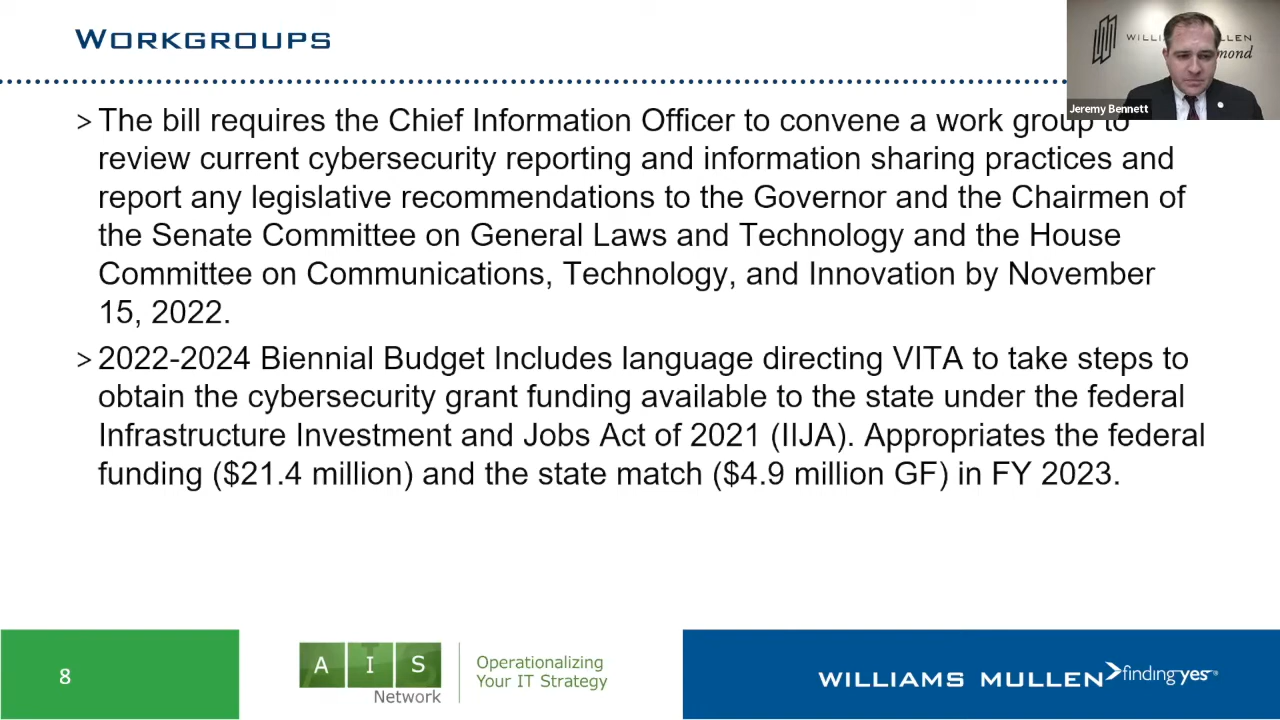 WORKGROUPS
WILLIAMS MULLEN
Jeremy Bennett
> The bill requires the Chief Information Officer to convene a work group to
review current cybersecurity reporting and information sharing practices and
report any legislative recommendations to the Governor and the Chairmen of
the Senate Committee on General Laws and Technology and the House
Committee on Communications, Technology, and Innovation by November
15, 2022.
> 2022-2024 Biennial Budget Includes language directing VITA to take steps to
obtain the cybersecurity grant funding available to the state under the federal
Infrastructure Investment and Jobs Act of 2021 (IIJA). Appropriates the federal
funding ($21.4 million) and the state match ($4.9 million GF) in FY 2023.
8
A I S
Network
Operationalizing
Your IT Strategy
WILLIAMS MULLEN finding yes®